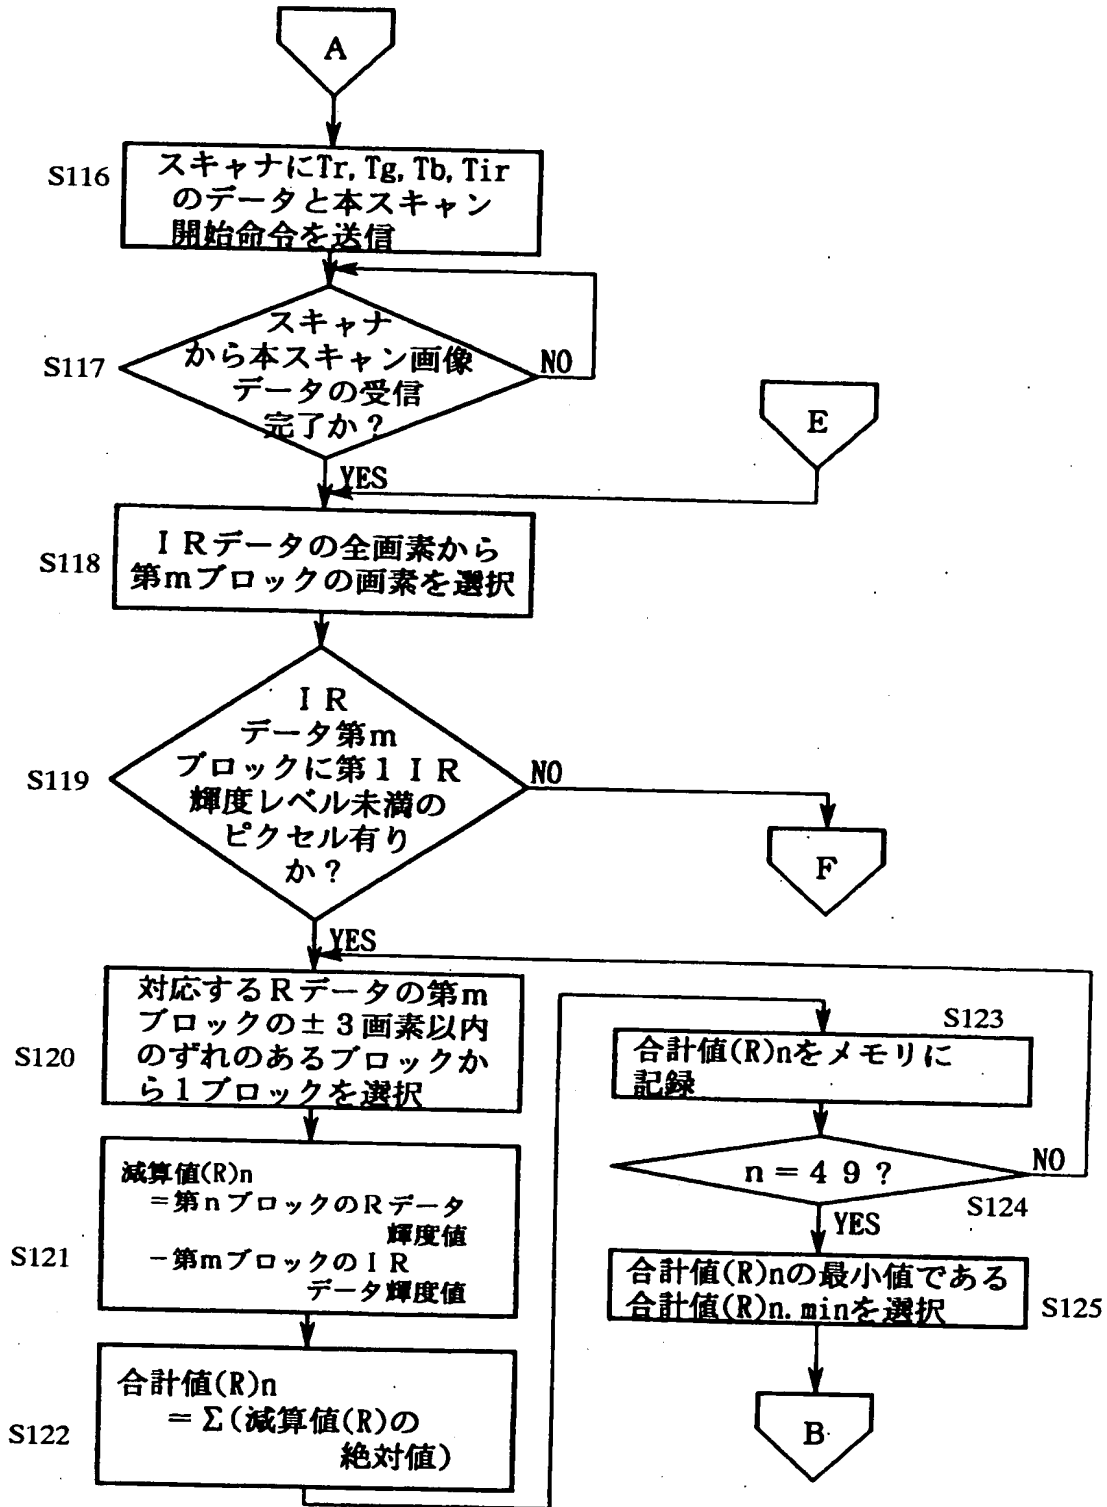 A
S116
スキャナにTr, Tg, Tb, Tir
のデータと本スキャン
開始命令を送信
S117
スキャナ
から本スキャン画像
データの受信
完了か？
NO
E
YES
S118
ＩＲデータの全画素から
第ｍブロックの画素を選択
S119
ＩＲ
データ第ｍ
ブロックに第１ＩＲ
輝度レベル未満の
ピクセル有り
か？
NO
F
YES
S120
対応するＲデータの第ｍ
ブロックの±３画素以内
のずれのあるブロックか
ら１ブロックを選択
S121
減算値(R)n
＝第ｎブロックのＲデータ
輝度値
－第ｍブロックのＩＲ
データ輝度値
S122
合計値(R)n
＝Σ(減算値(R)の
絶対値)
S123
合計値(R)nをメモリに
記録
ｎ＝４９？
NO
S124
YES
合計値(R)nの最小値である
合計値(R)n.minを選択
S125
B